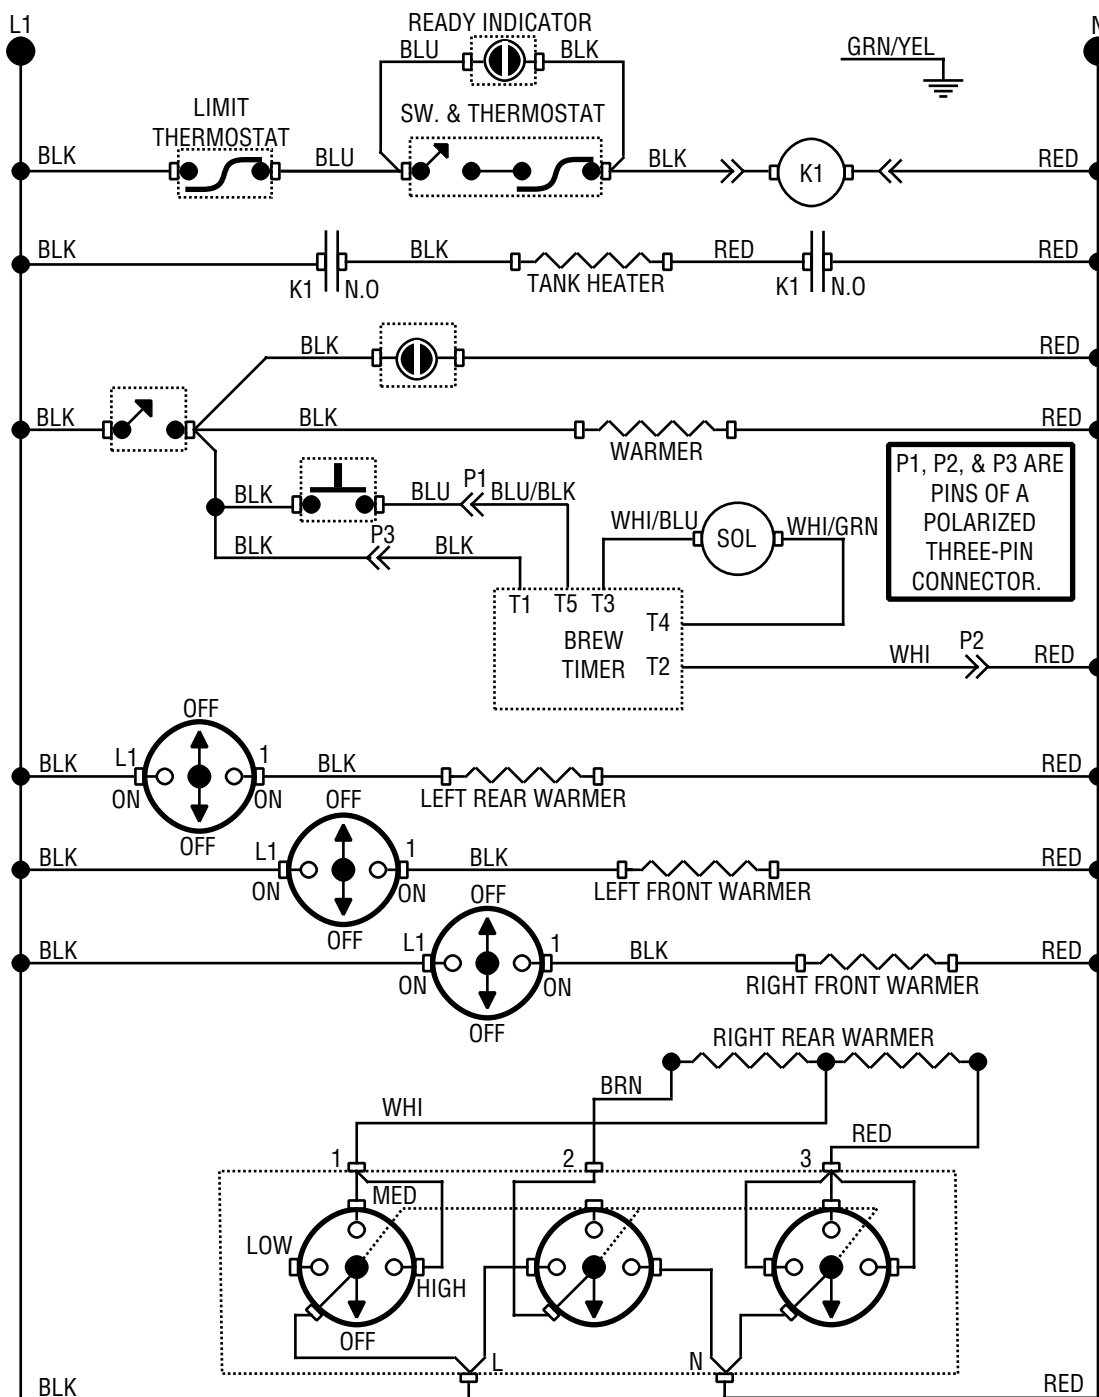 L1
READY INDICATOR
N
BLU
BLK
GRN/YEL
LIMIT
THERMOSTAT
SW. & THERMOSTAT
BLK
BLU
BLK
K1
RED
BLK
BLK
RED
RED
K1
N.O
TANK HEATER
K1
N.O
BLK
RED
BLK
BLK
RED
WARMER
P1, P2, & P3 ARE
PINS OF A
POLARIZED
THREE-PIN
CONNECTOR.
BLK
BLU
P1
BLU/BLK
WHI/BLU
SOL
WHI/GRN
BLK
P3
BLK
T1
T5
T3
T4
BREW
TIMER
T2
WHI
P2
RED
OFF
BLK
L1
1
BLK
RED
ON
ON
LEFT REAR WARMER
OFF
OFF
BLK
L1
1
BLK
RED
ON
ON
LEFT FRONT WARMER
OFF
OFF
BLK
L1
1
BLK
RED
ON
ON
RIGHT FRONT WARMER
OFF
RIGHT REAR WARMER
BRN
WHI
RED
1
2
3
MED
LOW
HIGH
OFF
L
N
BLK
RED